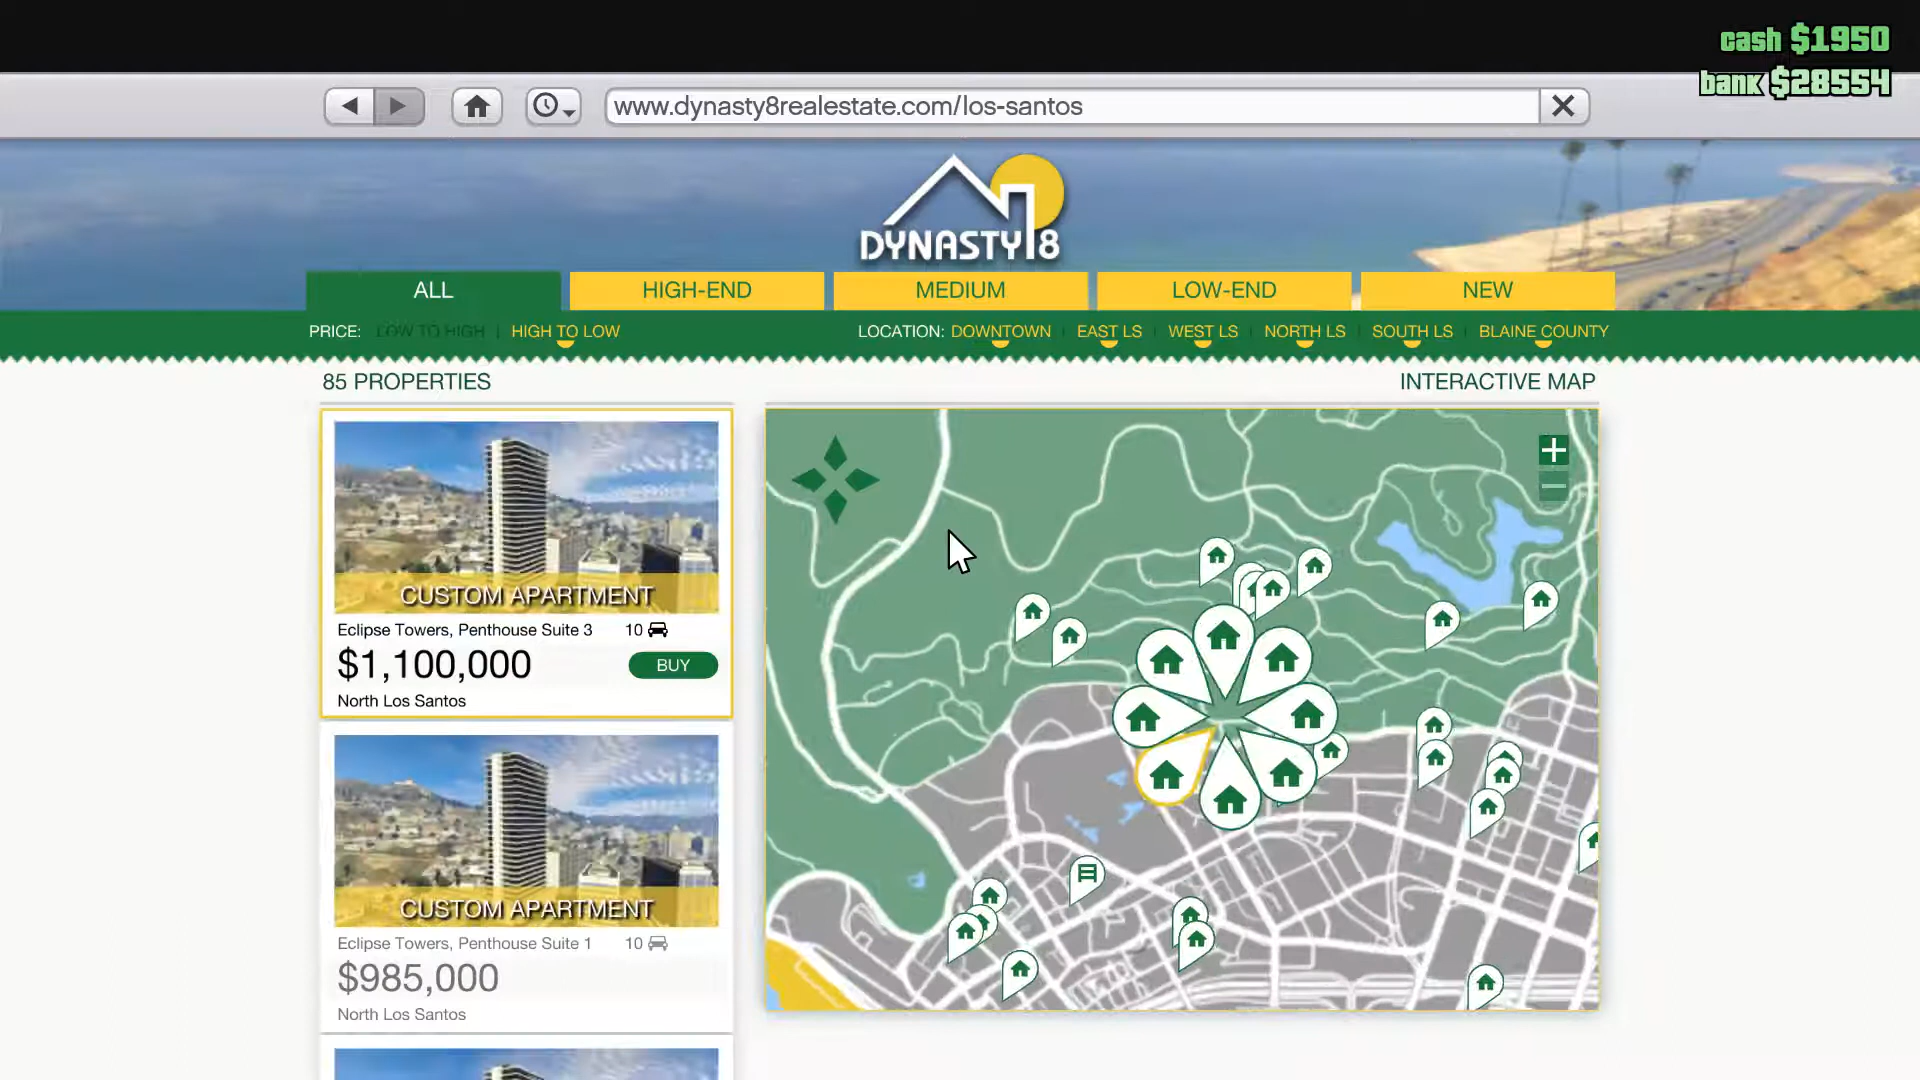 cash $1950
bank $28554
www.dynasty8realestate.com/los-santos
DYNASTY 8
ALL
HIGH-END
MEDIUM
LOW-END
NEW
PRICE: LOW TO HIGH | HIGH TO LOW
LOCATION: DOWNTOWN | EAST LS | WEST LS | NORTH LS | SOUTH LS | BLAINE COUNTY
85 PROPERTIES
INTERACTIVE MAP
CUSTOM APARTMENT
Eclipse Towers, Penthouse Suite 3 10
$1,100,000
BUY
North Los Santos
CUSTOM APARTMENT
Eclipse Towers, Penthouse Suite 1 10
$985,000
North Los Santos